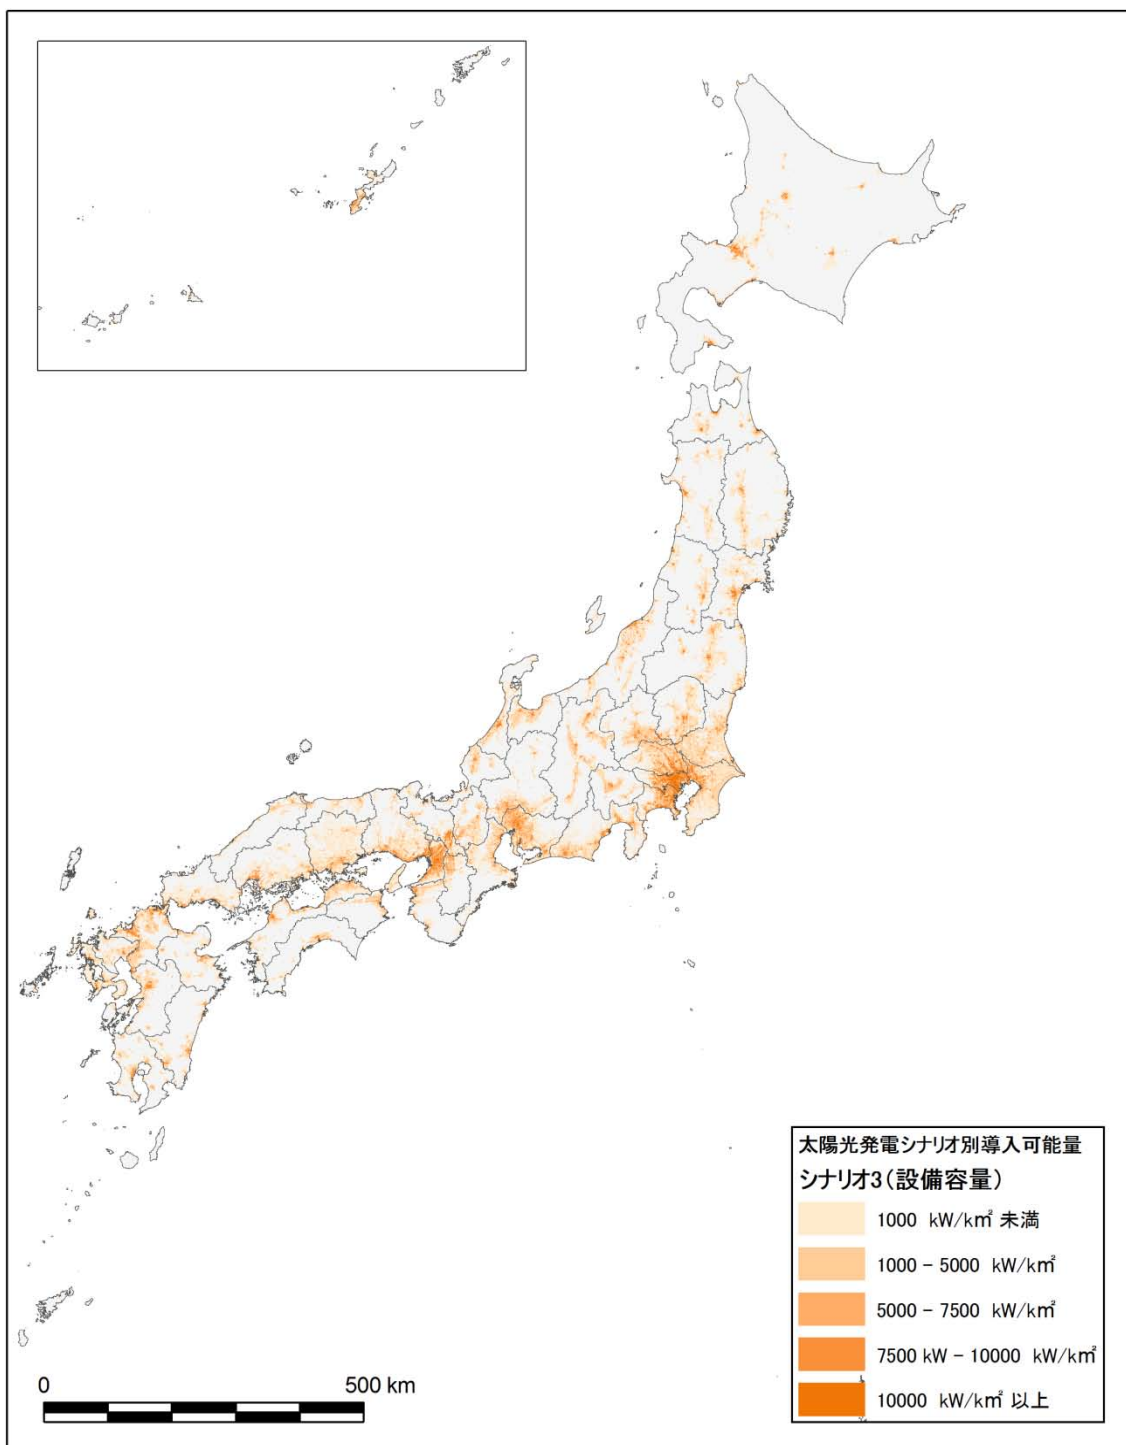 太陽光発電シナリオ別導入可能量
シナリオ3(設備容量)
1000 kW/k㎡ 未満
1000 - 5000 kW/k㎡
5000 - 7500 kW/k㎡
7500 kW - 10000 kW/k㎡
10000 kW/k㎡ 以上
0 500 km